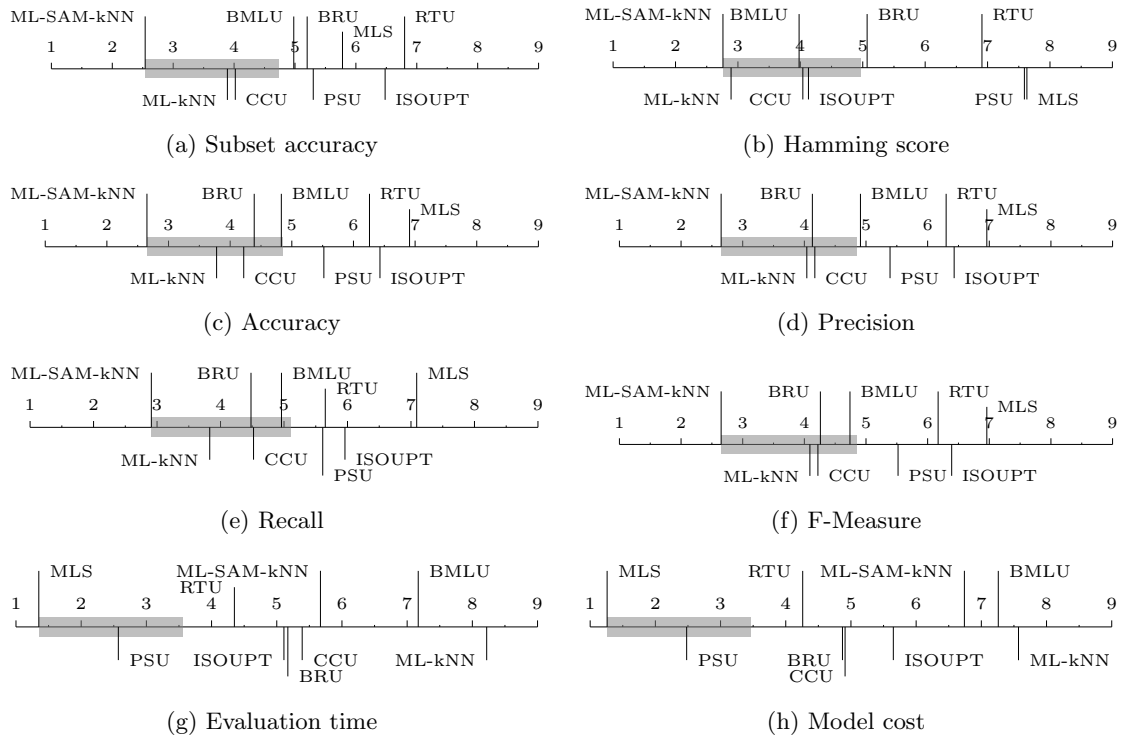 ML-SAM-kNN BMLU BRU RTU
MLS
1 2 3 4 5 6 7 8 9
ML-kNN CCU PSU ISOUPT
(a) Subset accuracy
ML-SAM-kNN BMLU BRU RTU
1 2 3 4 5 6 7 8 9
ML-kNN CCU ISOUPT PSU MLS
(b) Hamming score
ML-SAM-kNN BRU BMLU RTU
MLS
1 2 3 4 5 6 7 8 9
ML-kNN CCU PSU ISOUPT
(c) Accuracy
ML-SAM-kNN BRU BMLU RTU
MLS
1 2 3 4 5 6 7 8 9
ML-kNN CCU PSU ISOUPT
(d) Precision
ML-SAM-kNN BRU BMLU MLS
RTU
1 2 3 4 5 6 7 8 9
ML-kNN CCU ISOUPT
PSU
(e) Recall
ML-SAM-kNN BRU BMLU RTU
MLS
1 2 3 4 5 6 7 8 9
ML-kNN CCU PSU ISOUPT
(f) F-Measure
MLS ML-SAM-kNN BMLU
RTU
1 2 3 4 5 6 7 8 9
PSU ISOUPT CCU ML-kNN
BRU
(g) Evaluation time
MLS RTU ML-SAM-kNN BMLU
1 2 3 4 5 6 7 8 9
PSU BRU ISOUPT ML-kNN
CCU
(h) Model cost